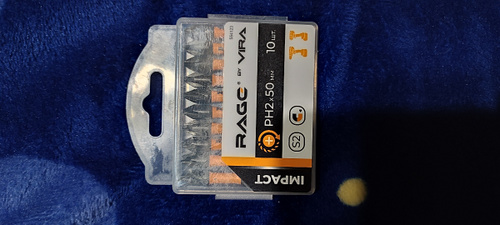 RAGE® BY VIRA
PH2 x 50 мм
10 шт.
S2
IMPACT